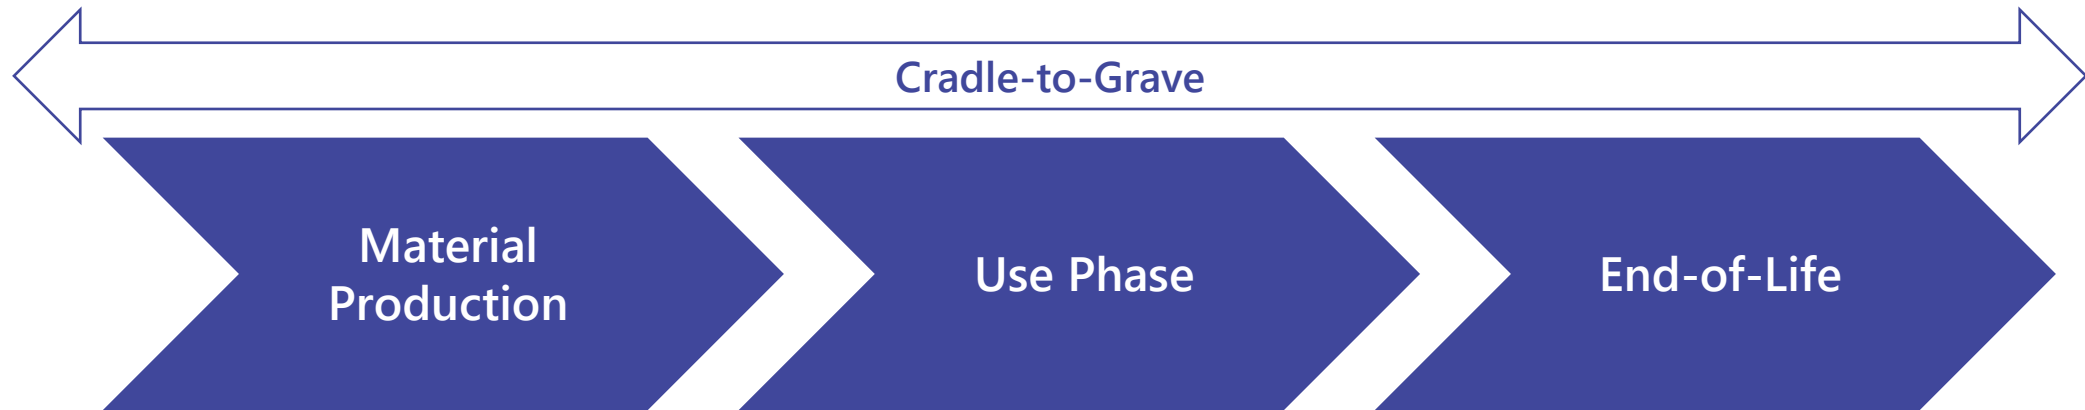 Cradle-to-Grave
Material
Production
Use Phase
End-of-Life